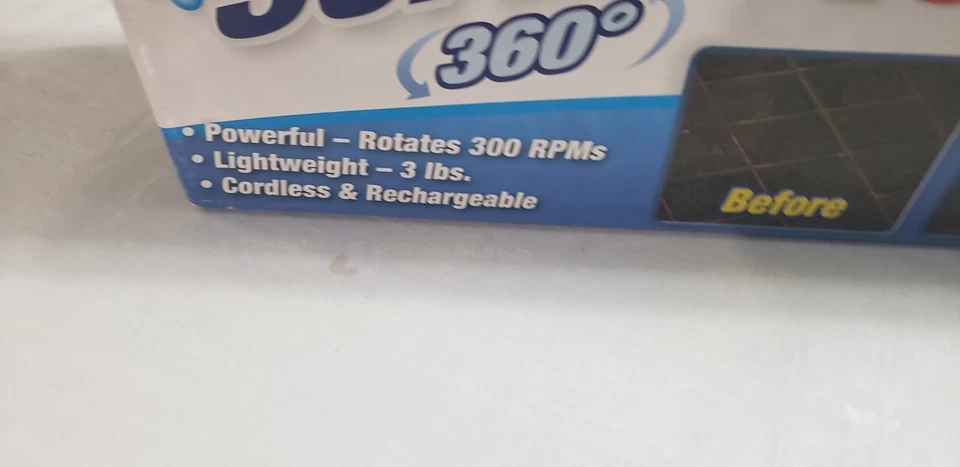 360°
• Powerful – Rotates 300 RPMs
• Lightweight – 3 lbs.
• Cordless & Rechargeable
Before